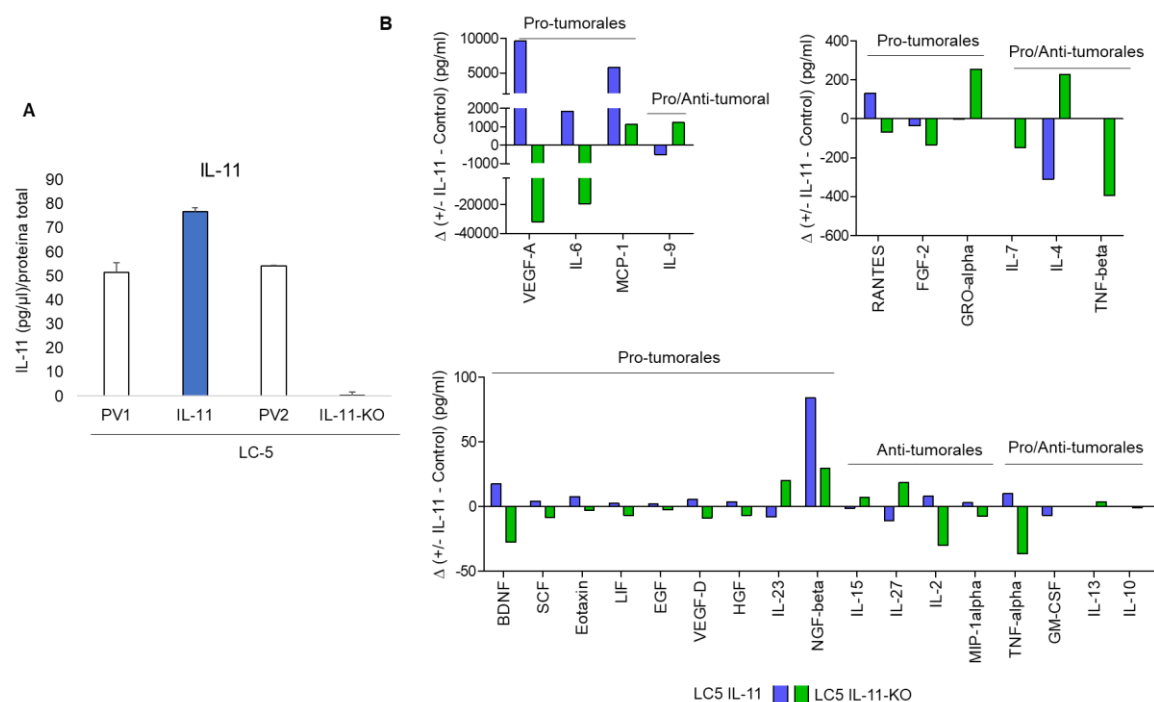 A
IL-11
IL-11 (pg/µl)/proteína total
90
80
70
60
50
40
30
20
10
0
PV1
IL-11
PV2
IL-11-KO
LC-5
B
Pro-tumorales
Pro/Anti-tumoral
Δ (+/- IL-11 - Control) (pg/ml)
10000
5000
2000
1000
0
-1000
-20000
-40000
VEGF-A
IL-6
MCP-1
IL-9
Pro-tumorales
Pro/Anti-tumorales
Δ (+/- IL-11 - Control) (pg/ml)
400
200
0
-200
-400
-600
RANTES
FGF-2
GRO-alpha
IL-7
IL-4
TNF-beta
Pro-tumorales
Anti-tumorales
Pro/Anti-tumorales
Δ (+/- IL-11 - Control) (pg/ml)
100
50
0
-50
BDNF
SCF
Eotaxin
LIF
EGF
VEGF-D
HGF
IL-23
NGF-beta
IL-15
IL-27
IL-2
MIP-1alpha
TNF-alpha
GM-CSF
IL-13
IL-10
LC5 IL-11
LC5 IL-11-KO